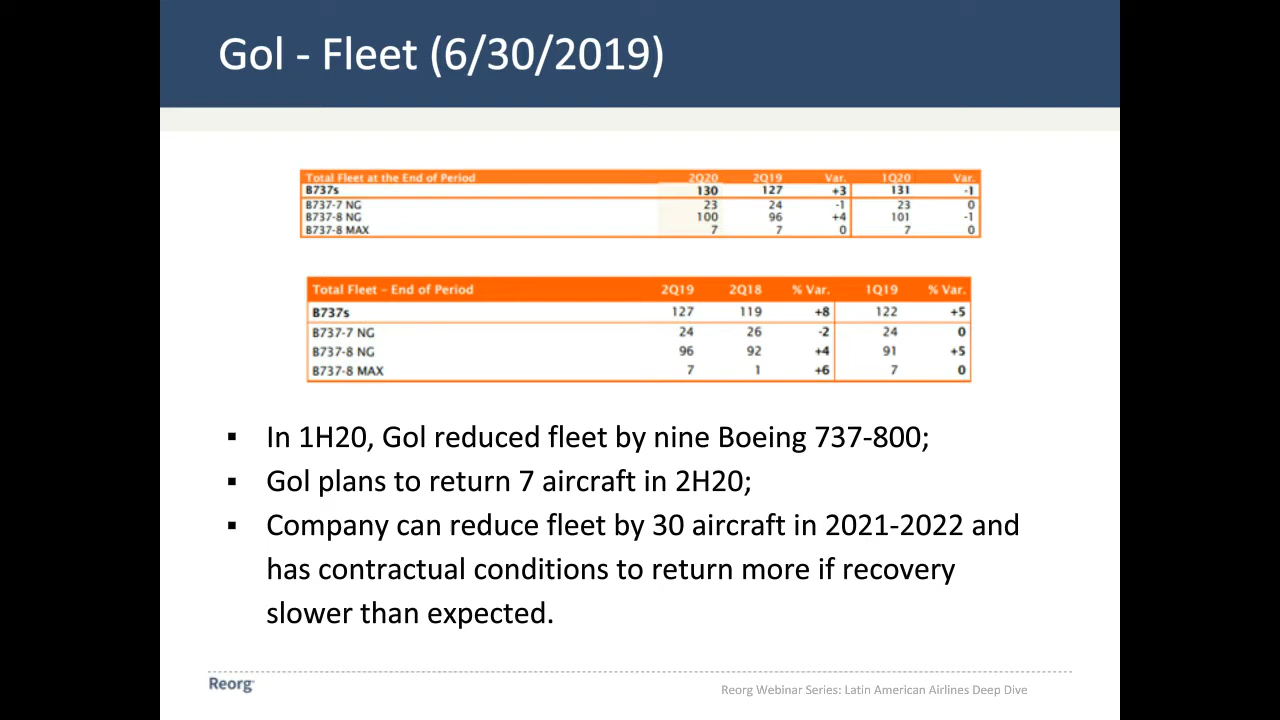 Gol - Fleet (6/30/2019)
Total Fleet at the End of Period 2Q20 2Q19 Var. 1Q20 Var.
B737s 130 127 +3 131 -1
B737-7 NG 23 24 -1 23 0
B737-8 NG 100 96 +4 101 -1
B737-8 MAX 7 7 0 7 0
Total Fleet - End of Period 2Q19 2Q18 % Var. 1Q19 % Var.
B737s 127 119 +8 122 +5
B737-7 NG 24 26 -2 24 0
B737-8 NG 96 92 +4 91 +5
B737-8 MAX 7 1 +6 7 0
▪ In 1H20, Gol reduced fleet by nine Boeing 737-800;
▪ Gol plans to return 7 aircraft in 2H20;
▪ Company can reduce fleet by 30 aircraft in 2021-2022 and
has contractual conditions to return more if recovery
slower than expected.
Reorg
Reorg Webinar Series: Latin American Airlines Deep Dive